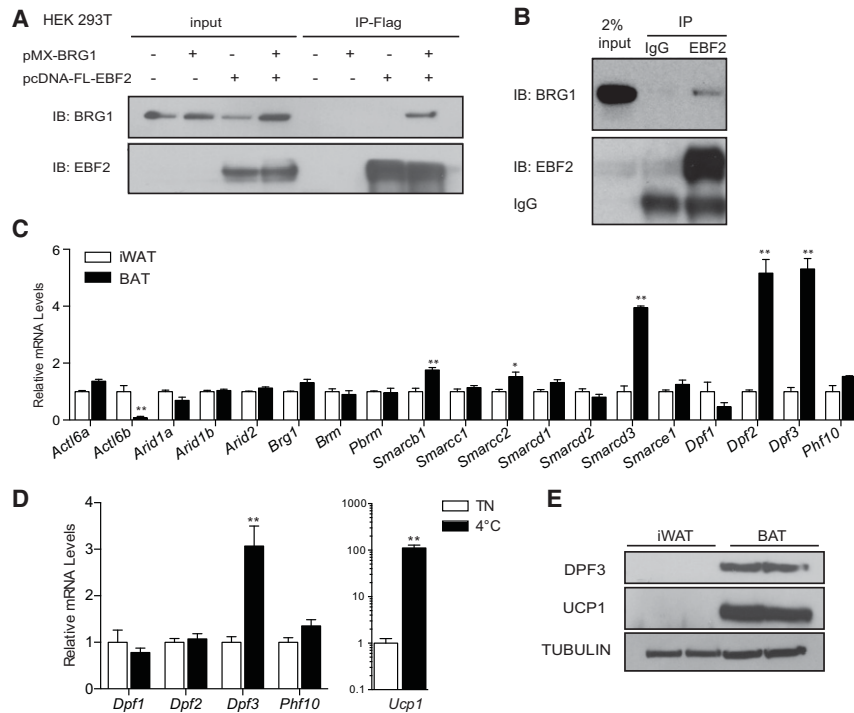 A HEK 293T input IP-Flag
pMX-BRG1 - + - + - + - +
pcDNA-FL-EBF2 - - + + - - + +
IB: BRG1
IB: EBF2
B
2% input IP
IgG EBF2
IB: BRG1
IB: EBF2
IgG
C
Relative mRNA Levels
6
4
2
0
iWAT
BAT
** ** * ** ** **
Actl6a Actl6b Arid1a Arid1b Arid2 Brg1 Brm Pbrm Smarcb1 Smarcc1 Smarcc2 Smarcd1 Smarcd2 Smarcd3 Smarce1 Dpf1 Dpf2 Dpf3 Phf10
D
Relative mRNA Levels
4
3
2
1
0
**
Dpf1 Dpf2 Dpf3 Phf10
1000
100
10
1
0.1
**
Ucp1
TN
4°C
E
iWAT BAT
DPF3
UCP1
TUBULIN